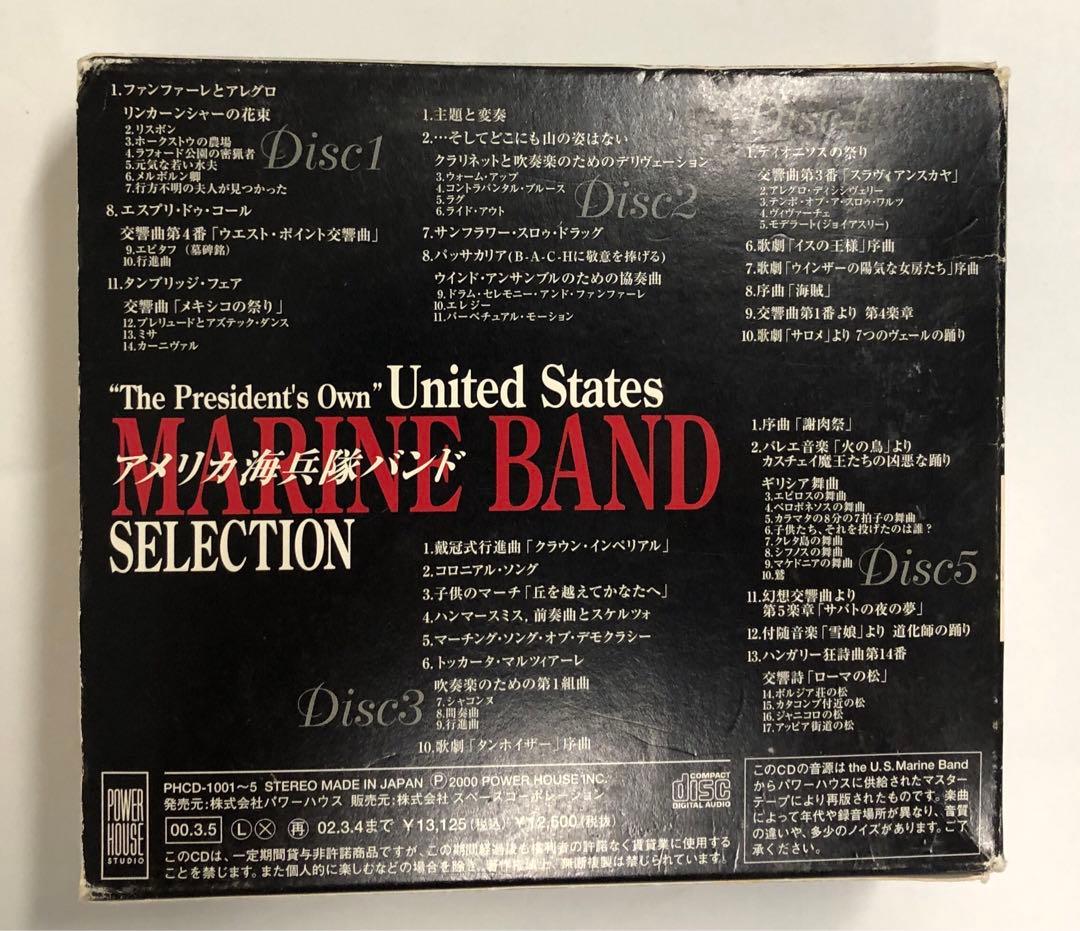 1.ファンファーレとアレグロ
リンカーンシャーの花束
2.リスボン
3.ホークストウの農場
4.ラフォード公園の密猟者
5.元気な若い水夫
6.メルボルン卿
7.行方不明の夫人が見つかった
Disc1
8.エスプリ・ドゥ・コール
交響曲第4番「ウエスト・ポイント交響曲」
9.エピタフ (墓碑銘)
10.行進曲
11.タンブリッジ・フェア
交響曲「メキシコの祭り」
12.プレリュードとアズテック・ダンス
13.ミサ
14.カーニヴァル
1.主題と変奏
2.…そしてどこにも山の姿はない
クラリネットと吹奏楽のためのデリヴェーション
3.ウォーム・アップ
4.コントラパンタル・ブルース
5.ラグ
6.ライド・アウト
Disc2
7.サンフラワー・スロゥ・ドラッグ
8.パッサカリア(B-A-C-Hに敬意を捧げる)
ウインド・アンサンブルのための協奏曲
9.ドラム・セレモニー・アンド・ファンファーレ
10.エレジー
11.パーペチュアル・モーション
1.ディオニソスの祭り
交響曲第3番「スラヴィアンスカヤ」
2.アレグロ・ディシシヴェリー
3.テンポ・オブ・ア・スロゥ・ワルツ
4.ヴィヴァーチェ
5.モデラート(ジョイアスリー)
6.歌劇「イスの王様」序曲
7.歌劇「ウインザーの陽気な女房たち」序曲
8.序曲「海賊」
9.交響曲第1番より 第4楽章
10.歌劇「サロメ」より 7つのヴェールの踊り
"The President's Own" United States
MARINE BAND
アメリカ海兵隊バンド
SELECTION
1.戴冠式行進曲「クラウン・インペリアル」
2.コロニアル・ソング
3.子供のマーチ「丘を越えてかなたへ」
4.ハンマースミス, 前奏曲とスケルツォ
5.マーチング・ソング・オブ・デモクラシー
6.トッカータ・マルツィアーレ
吹奏楽のための第1組曲
7.シャコンヌ
8.間奏曲
9.行進曲
Disc3
10.歌劇「タンホイザー」序曲
1.序曲「謝肉祭」
2.バレエ音楽「火の鳥」より
カスチェイ魔王たちの凶悪な踊り
ギリシア舞曲
3.エピロスの舞曲
4.ペロポネソスの舞曲
5.カラマタの8分の7拍子の舞曲
6.子供たち、それを投げたのは誰?
7.クレタ島の舞曲
8.シフノスの舞曲
9.マケドニアの舞曲
10.鷲
Disc5
11.幻想交響曲より
第5楽章「サバトの夜の夢」
12.付随音楽「雪娘」より 道化師の踊り
13.ハンガリー狂詩曲第14番
交響詩「ローマの松」
14.ボルジア荘の松
15.カタコンブ付近の松
16.ジャニコロの松
17.アッピア街道の松
POWER
HOUSE
STUDIO
PHCD-1001～5 STEREO MADE IN JAPAN Ⓟ 2000 POWER HOUSE INC.
発売元:株式会社パワーハウス 販売元:株式会社 スペースコーポレーション
00.3.5 Ⓛ Ⓧ 再 02.3.4まで ¥13,125(税込) ¥12,500(税抜)
このCDは、一定期間貸与非許諾商品ですが、この期間経過後も権利者の許諾なく賃貸業に使用する
ことを禁じます。また個人的に楽しむなどの場合を除き、著作権法上、無断複製は禁じられています。
COMPACT
disc
DIGITAL AUDIO
このCDの音源は the U.S.Marine Band
からパワーハウスに供給されたマスター
テープにより再版されたものです。楽曲
によって年代や録音場所が異なり、音質
の違いや、多少のノイズがあります。ご了
承ください。